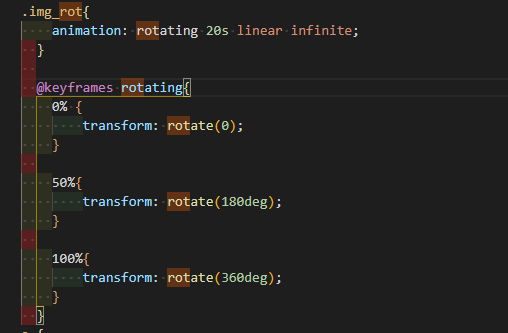 .img_rot{
animation: rotating 20s linear infinite;
}
@keyframes rotating{
0% {
transform: rotate(0);
}
50%{
transform: rotate(180deg);
}
100%{
transform: rotate(360deg);
}
}